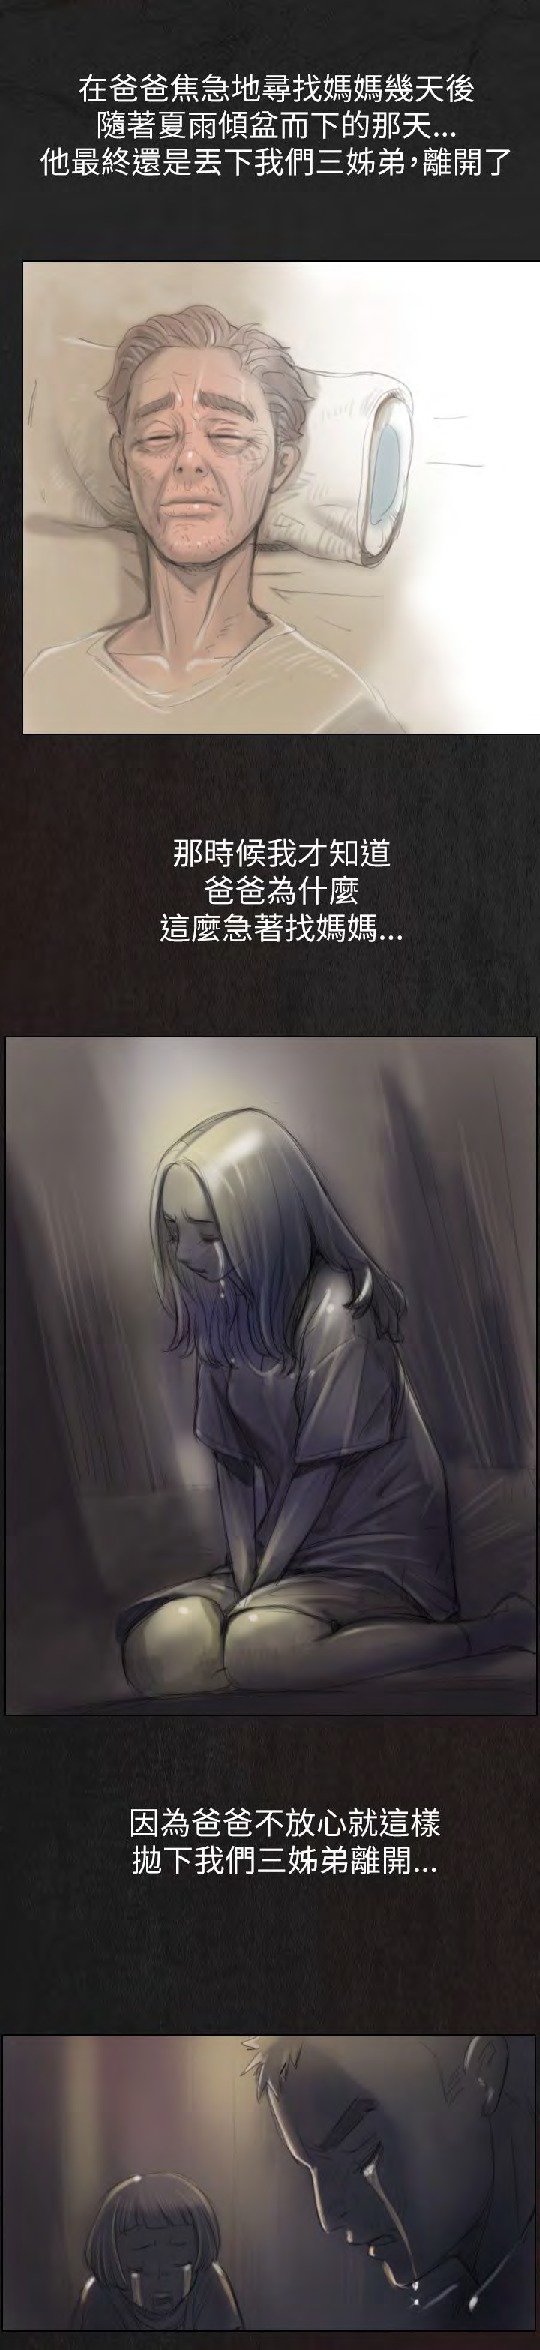 在爸爸焦急地尋找媽媽幾天後
隨著夏雨傾盆而下的那天...
他最終還是丟下我們三姊弟，離開了
那時候我才知道
爸爸為什麼
這麼急著找媽媽...
因為爸爸不放心就這樣
拋下我們三姊弟離開...